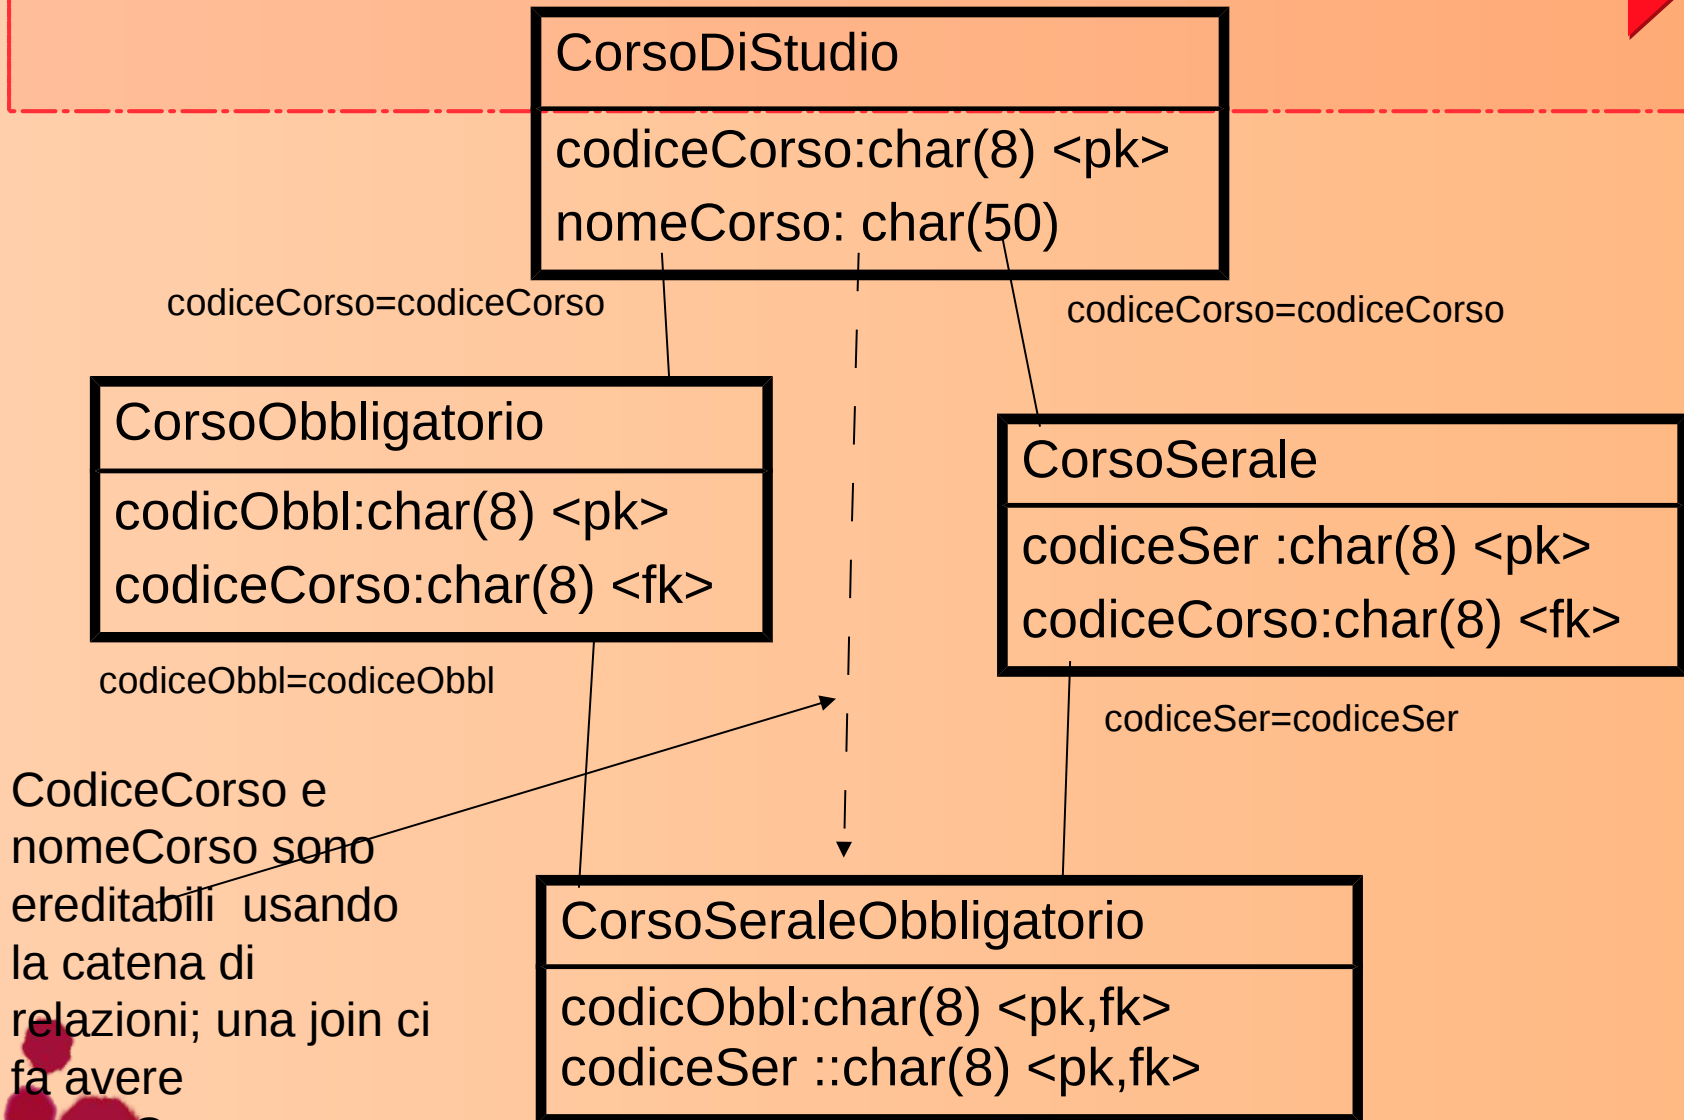 CorsoDiStudio
codiceCorso:char(8) <pk>
nomeCorso: char(50)
codiceCorso=codiceCorso
codiceCorso=codiceCorso
CorsoObbligatorio
codicObbl:char(8) <pk>
codiceCorso:char(8) <fk>
CorsoSerale
codiceSer :char(8) <pk>
codiceCorso:char(8) <fk>
codiceObbl=codiceObbl
codiceSer=codiceSer
CodiceCorso e
nomeCorso sono
ereditabili usando
la catena di
relazioni; una join ci
fa avere
CorsoSeraleObbligatorio
codicObbl:char(8) <pk,fk>
codiceSer ::char(8) <pk,fk>